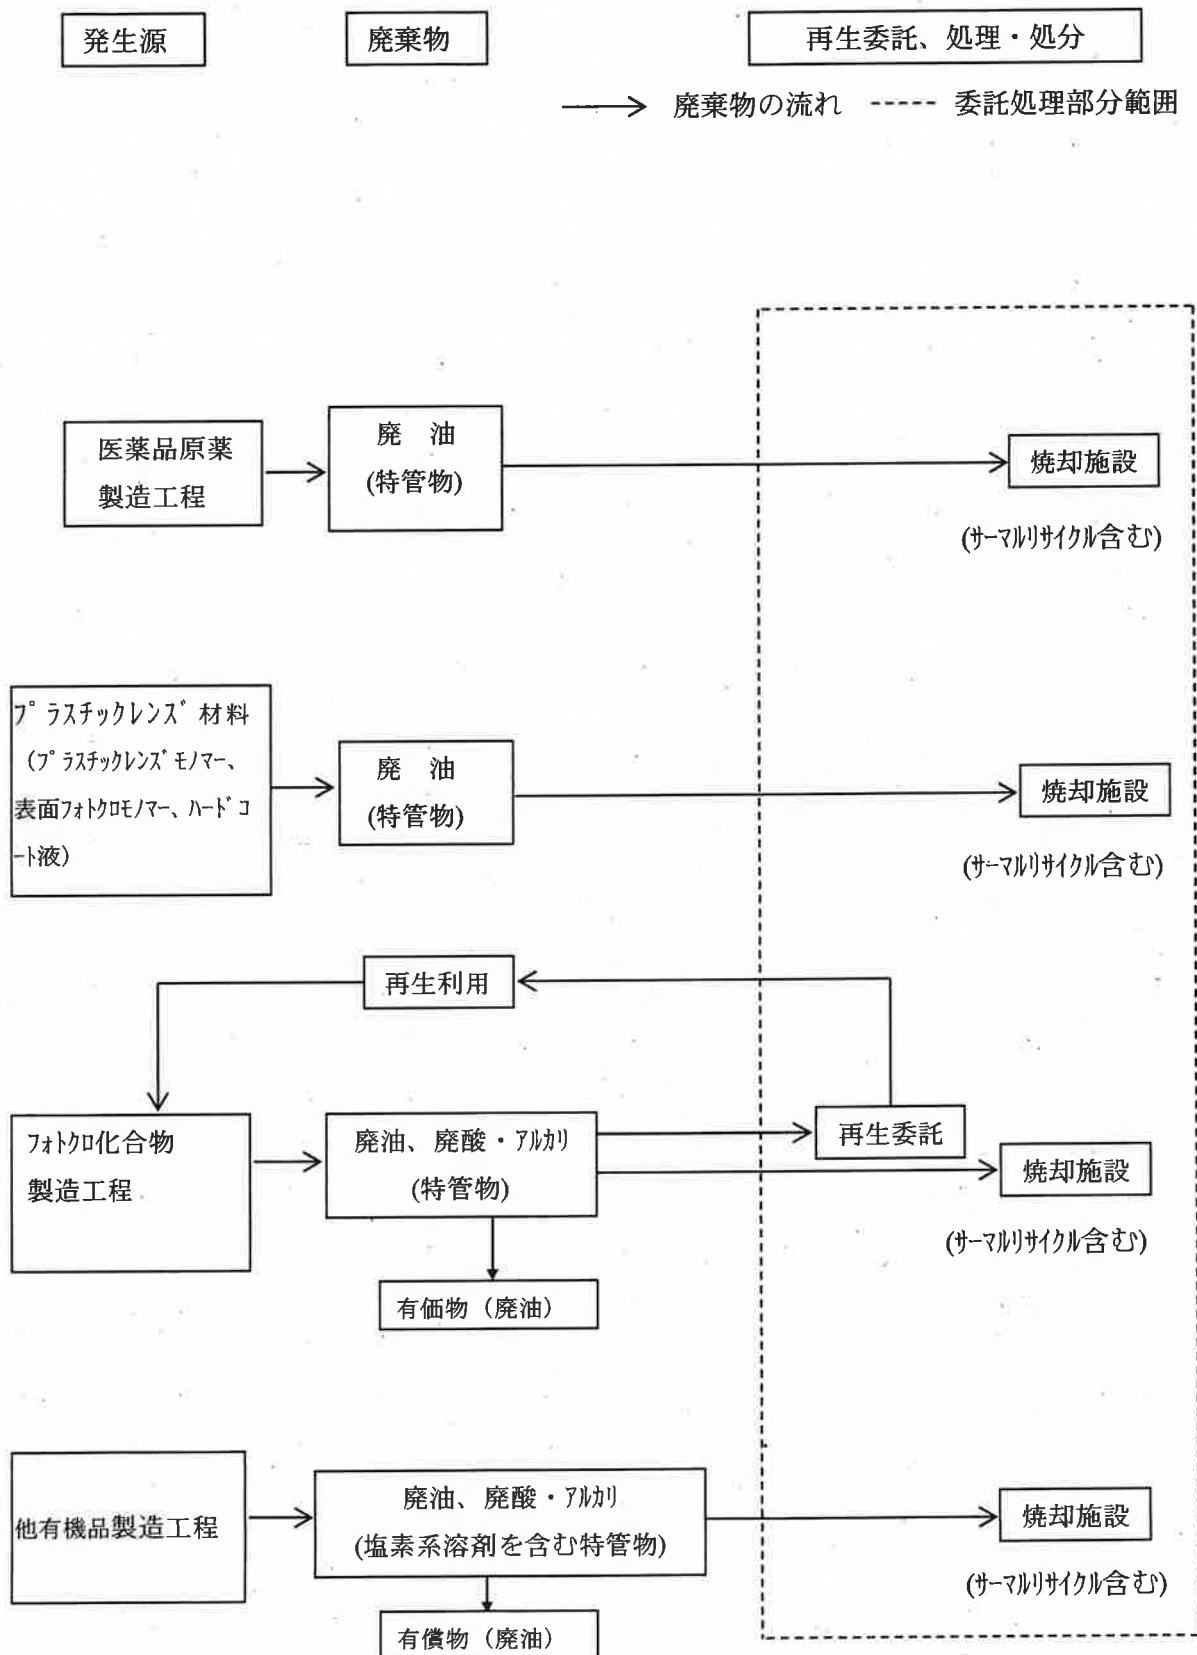 発生源
廃棄物
再生委託、処理・処分
廃棄物の流れ
委託処理部分範囲
医薬品原薬
製造工程
廃　油
(特管物)
焼却施設
(ｻｰﾏﾙﾘｻｲｸﾙ含む)
ﾌﾟﾗｽﾁｯｸﾚﾝｽﾞ材料
(ﾌﾟﾗｽﾁｯｸﾚﾝｽﾞﾓﾉﾏｰ、
表面ﾌｫﾄｸﾛﾓﾉﾏｰ、ﾊｰﾄﾞｺ
ｰﾄ液)
廃　油
(特管物)
焼却施設
(ｻｰﾏﾙﾘｻｲｸﾙ含む)
再生利用
ﾌｫﾄｸﾛ化合物
製造工程
廃油、廃酸・ｱﾙｶﾘ
(特管物)
再生委託
焼却施設
(ｻｰﾏﾙﾘｻｲｸﾙ含む)
有価物（廃油）
他有機品製造工程
廃油、廃酸・ｱﾙｶﾘ
(塩素系溶剤を含む特管物)
焼却施設
(ｻｰﾏﾙﾘｻｲｸﾙ含む)
有償物（廃油）